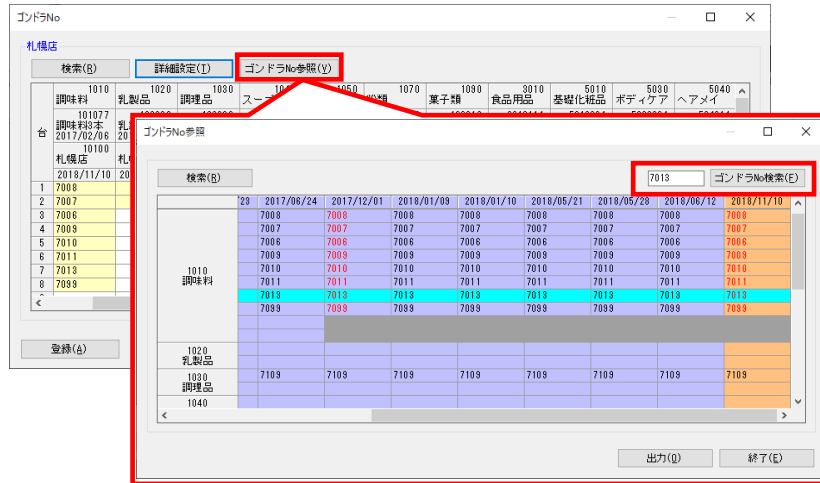 ゴンドラNo
札幌店
検索(R) 詳細設定(T) ゴンドラNo参照(V)
1010 1020 1030 1050 1070 1090 3010 5010 5030 5040
調味料 乳製品 調理品 菓子類 食品用品 基礎化粧品 ボディケア ヘアメイ
101077
台 調味料3本
2017/02/06
10100
札幌店
2018/11/10
1 7008
2 7007
3 7006
4 7009
5 7010
6 7011
7 7013
8 7099
登録(A)
ゴンドラNo参照
検索(R) 7013 ゴンドラNo検索(F)
'23 2017/06/24 2017/12/01 2018/01/09 2018/01/10 2018/05/21 2018/05/28 2018/06/12 2018/11/10
7008 7008 7008 7008 7008 7008 7008 7008
7007 7007 7007 7007 7007 7007 7007 7007
7006 7006 7006 7006 7006 7006 7006 7006
7009 7009 7009 7009 7009 7009 7009 7009
1010 7010 7010 7010 7010 7010 7010 7010 7010
調味料 7011 7011 7011 7011 7011 7011 7011 7011
7013 7013 7013 7013 7013 7013 7013 7013
7099 7099 7099 7099 7099 7099 7099 7099
1020
乳製品
1030 7109 7109 7109 7109 7109 7109 7109 7109
調理品
1040
出力(O) 終了(E)